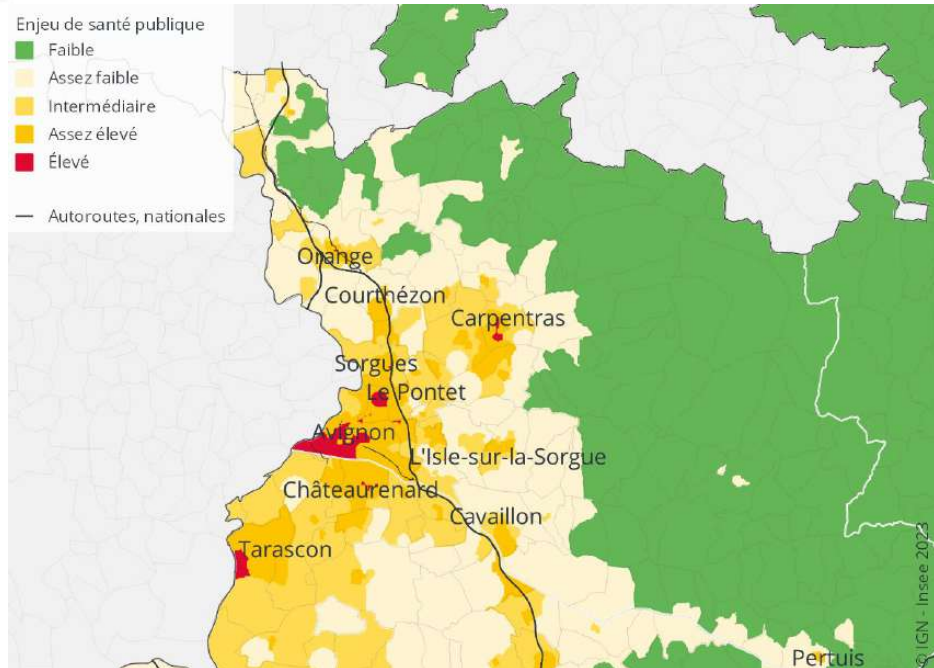 Enjeu de santé publique
Faible
Assez faible
Intermédiaire
Assez élevé
Élevé
Autoroutes, nationales
Orange
Courthézon
Carpentras
Sorgues
Le Pontet
Avignon
L'Isle-sur-la-Sorgue
Châteaurenard
Cavaillon
Tarascon
Pertuis
© IGN - Insee 2023